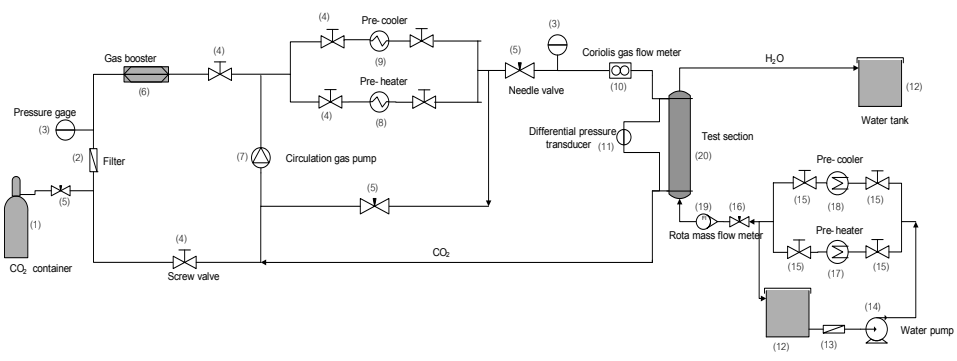 (4)
Pre-cooler
(3)
(4)
(5)
Coriolis gas flow meter
H₂O
Gas booster
(9)
Pre-heater
(6)
Needle valve
(10)
(12)
Water tank
(4)
(8)
Pressure gage
(3)
Differential pressure
transducer
(11)
Test section
(20)
(2)
Filter
(7)
Circulation gas pump
Pre-cooler
(5)
(5)
(15)
(18)
(15)
(1)
(19)
FI
(16)
Rota mass flow meter
Pre-heater
(4)
CO₂
CO₂ container
Screw valve
(15)
(17)
(15)
(14)
Water pump
(12)
(13)